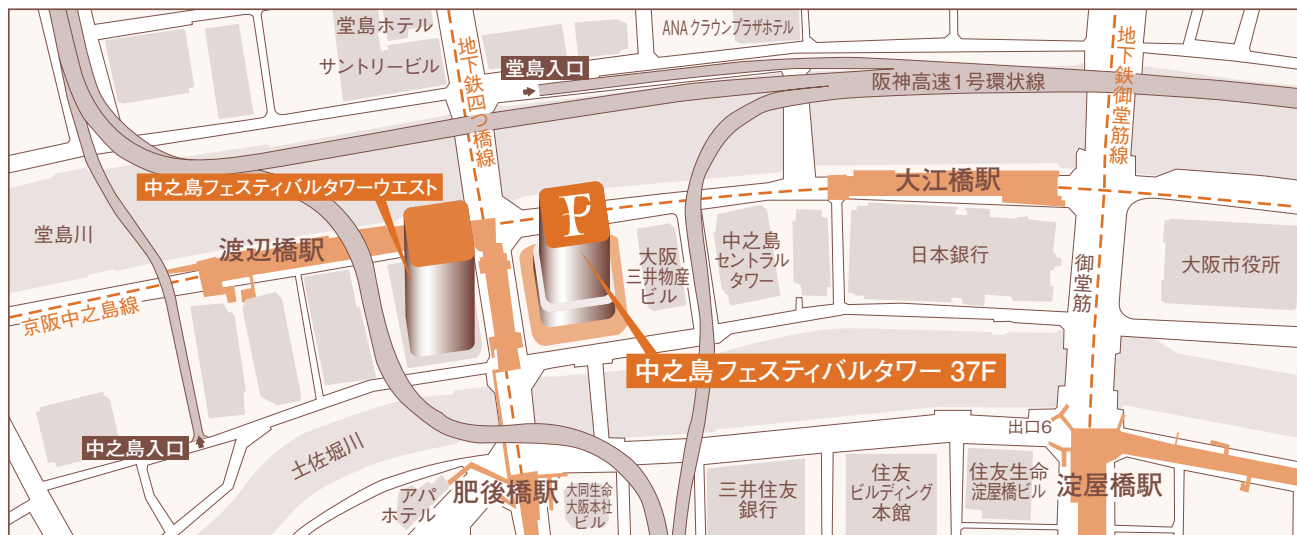 堂島ホテル
サントリービル
地下鉄四つ橋線
堂島入口
ANAクラウンプラザホテル
阪神高速1号環状線
地下鉄御堂筋線
中之島フェスティバルタワーウエスト
F
大江橋駅
堂島川
渡辺橋駅
大阪
三井物産
ビル
中之島
セントラル
タワー
日本銀行
御堂筋
大阪市役所
京阪中之島線
中之島フェスティバルタワー 37F
中之島入口
土佐堀川
出口6
アパ
ホテル
肥後橋駅
大同生命
大阪本社
ビル
三井住友
銀行
住友
ビルディング
本館
住友生命
淀屋橋ビル
淀屋橋駅